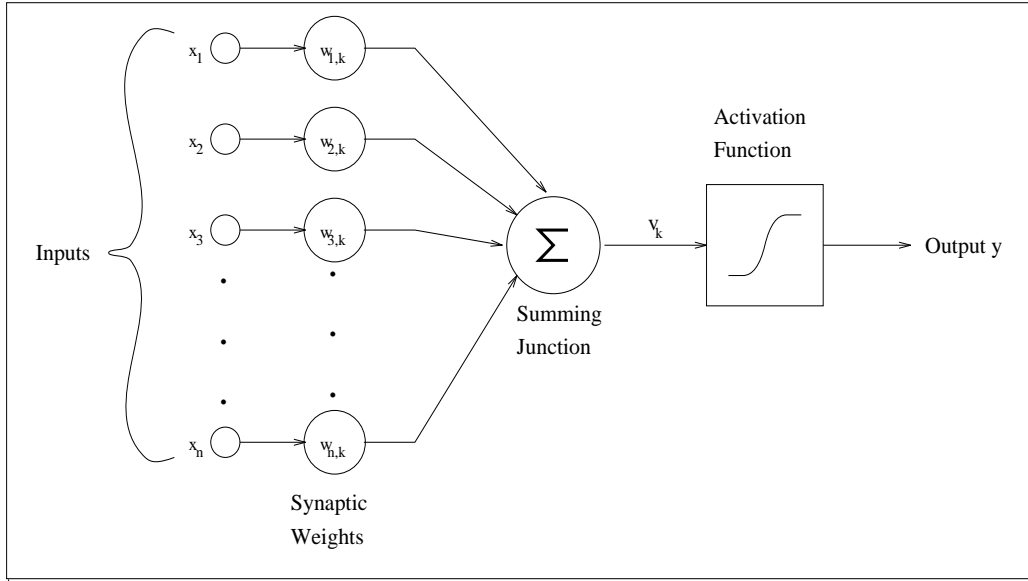 x1
w1,k
x2
w2,k
x3
w3,k
Inputs
xn
wn,k
Synaptic
Weights
Σ
Summing
Junction
vk
Activation
Function
Output y